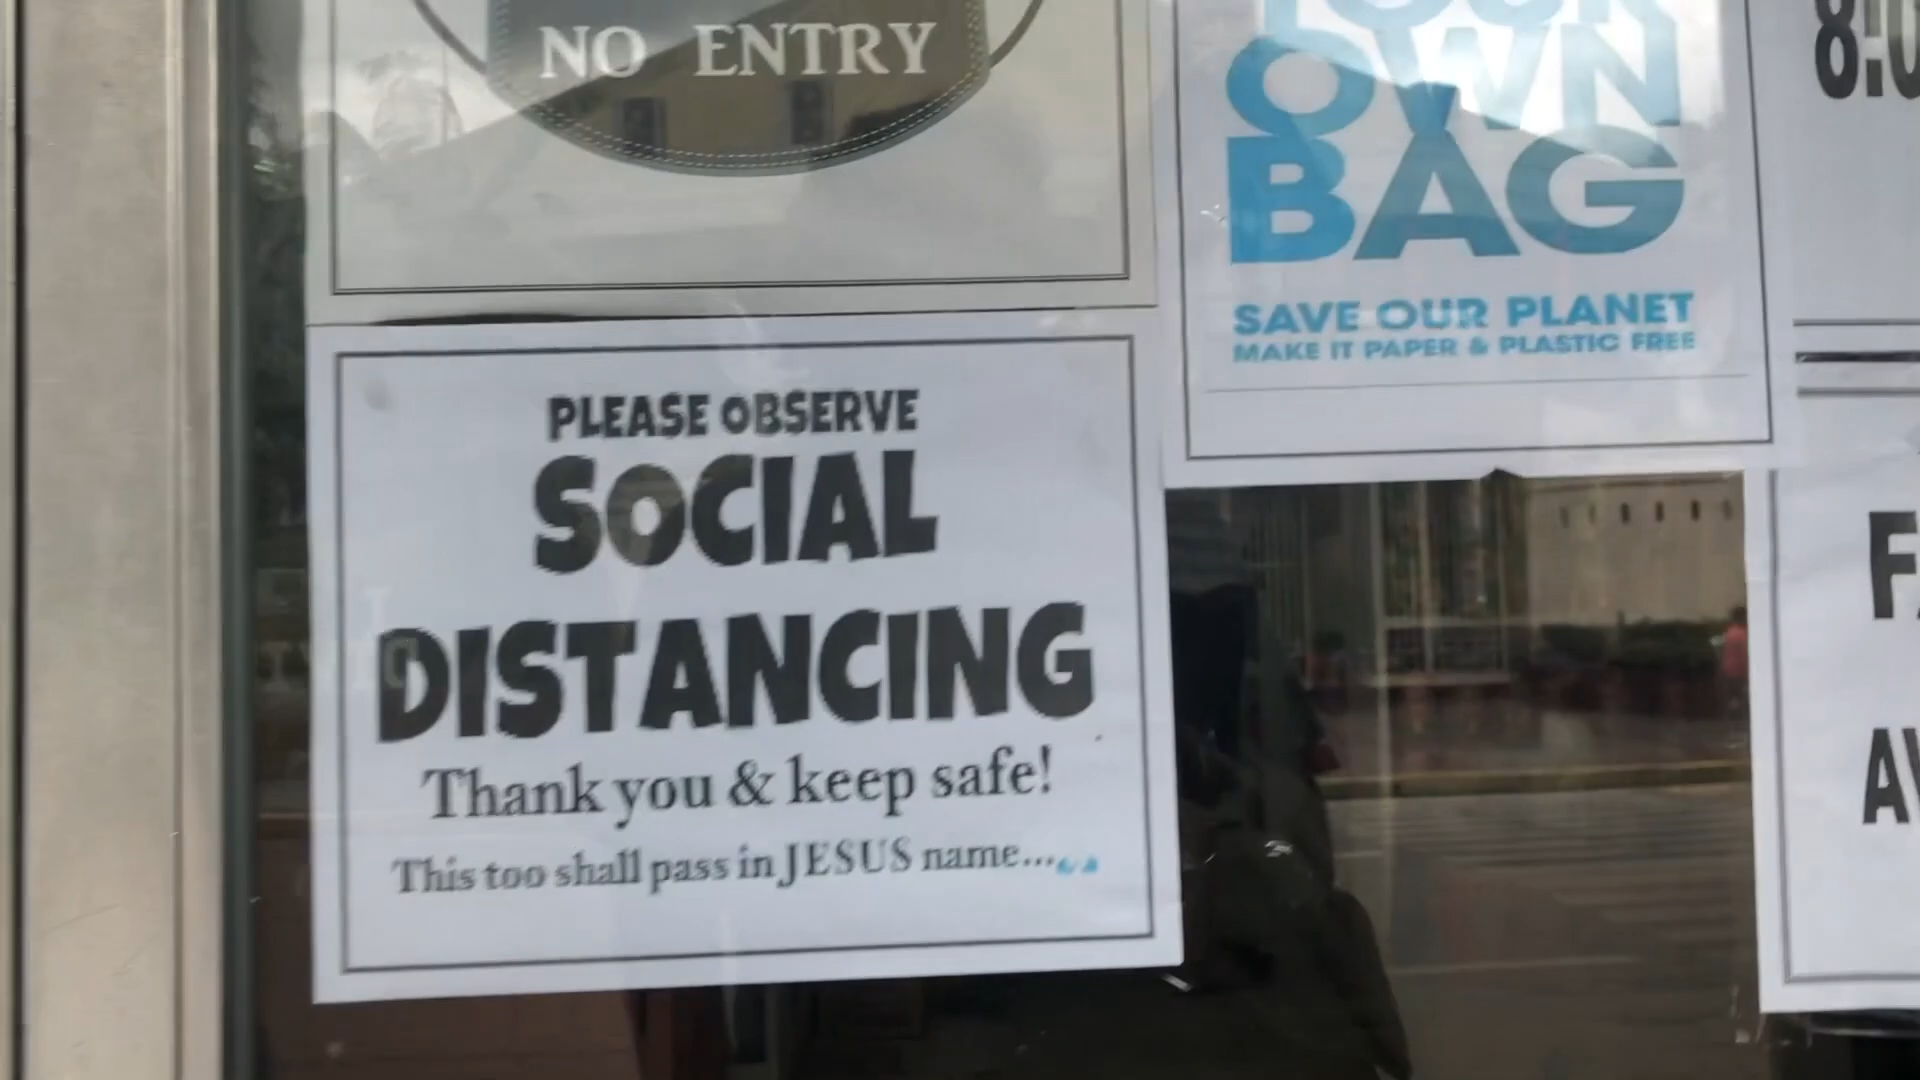 NO ENTRY
OWN
BAG
SAVE OUR PLANET
MAKE IT PAPER & PLASTIC FREE
PLEASE OBSERVE
SOCIAL
DISTANCING
Thank you & keep safe!
This too shall pass in JESUS name...